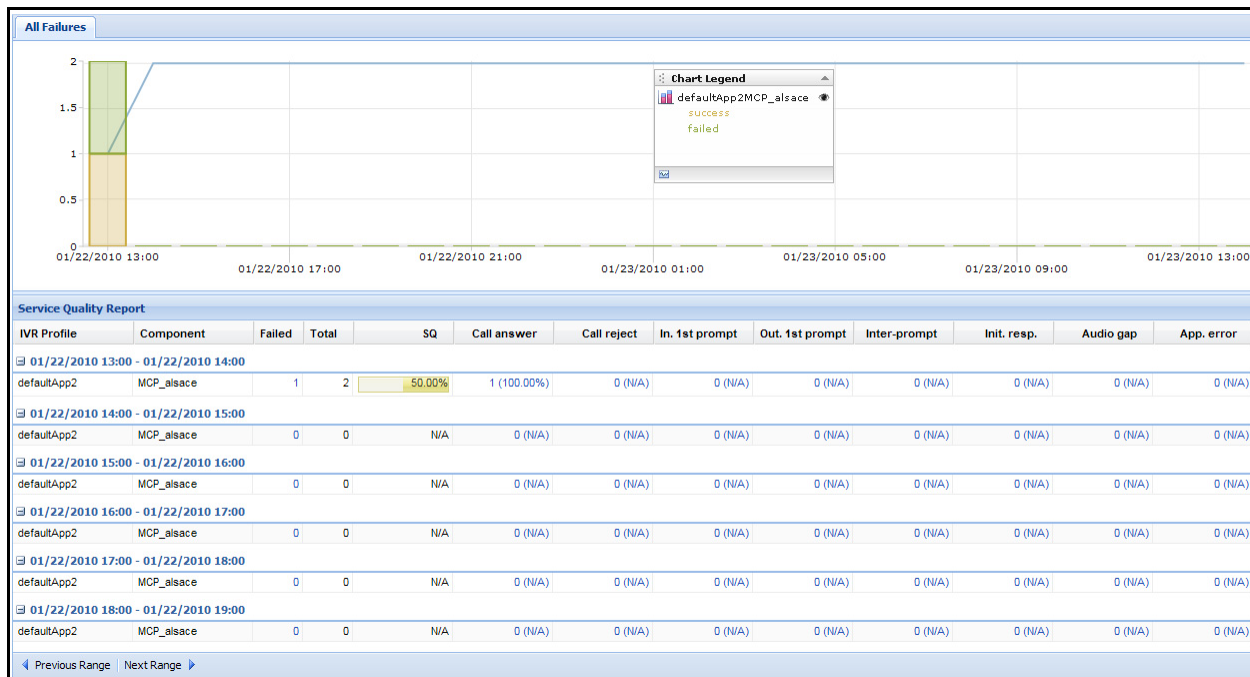 All Failures
2
1.5
1
0.5
0
Chart Legend
defaultApp2MCP_alsace
success
failed
01/22/2010 13:00
01/22/2010 17:00
01/22/2010 21:00
01/23/2010 01:00
01/23/2010 05:00
01/23/2010 09:00
01/23/2010 13:00
Service Quality Report
IVR Profile Component Failed Total SQ Call answer Call reject In. 1st prompt Out. 1st prompt Inter-prompt Init. resp. Audio gap App. error
01/22/2010 13:00 - 01/22/2010 14:00
defaultApp2 MCP_alsace 1 2 50.00% 1 (100.00%) 0 (N/A) 0 (N/A) 0 (N/A) 0 (N/A) 0 (N/A) 0 (N/A) 0 (N/A)
01/22/2010 14:00 - 01/22/2010 15:00
defaultApp2 MCP_alsace 0 0 N/A 0 (N/A) 0 (N/A) 0 (N/A) 0 (N/A) 0 (N/A) 0 (N/A) 0 (N/A) 0 (N/A)
01/22/2010 15:00 - 01/22/2010 16:00
defaultApp2 MCP_alsace 0 0 N/A 0 (N/A) 0 (N/A) 0 (N/A) 0 (N/A) 0 (N/A) 0 (N/A) 0 (N/A) 0 (N/A)
01/22/2010 16:00 - 01/22/2010 17:00
defaultApp2 MCP_alsace 0 0 N/A 0 (N/A) 0 (N/A) 0 (N/A) 0 (N/A) 0 (N/A) 0 (N/A) 0 (N/A) 0 (N/A)
01/22/2010 17:00 - 01/22/2010 18:00
defaultApp2 MCP_alsace 0 0 N/A 0 (N/A) 0 (N/A) 0 (N/A) 0 (N/A) 0 (N/A) 0 (N/A) 0 (N/A) 0 (N/A)
01/22/2010 18:00 - 01/22/2010 19:00
defaultApp2 MCP_alsace 0 0 N/A 0 (N/A) 0 (N/A) 0 (N/A) 0 (N/A) 0 (N/A) 0 (N/A) 0 (N/A) 0 (N/A)
Previous Range Next Range